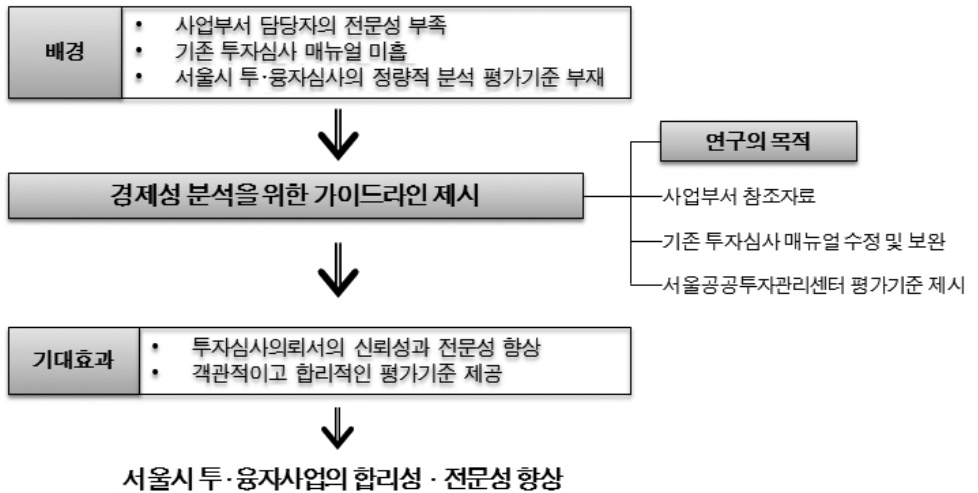 배경
• 사업부서 담당자의 전문성 부족
• 기존 투자심사 매뉴얼 미흡
• 서울시 투·융자심사의 정량적 분석 평가기준 부재
경제성 분석을 위한 가이드라인 제시
연구의 목적
사업부서 참조자료
기존 투자심사 매뉴얼 수정 및 보완
서울공공투자관리센터 평가기준 제시
기대효과
• 투자심사의뢰서의 신뢰성과 전문성 향상
• 객관적이고 합리적인 평가기준 제공
서울시 투·융자사업의 합리성 · 전문성 향상